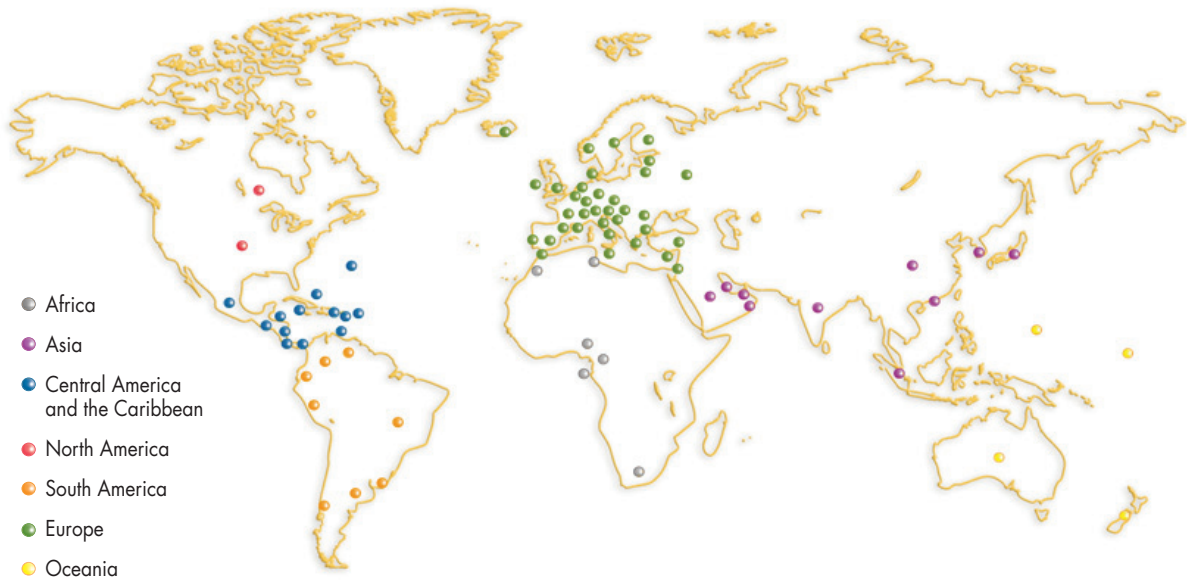 Africa
Asia
Central America
and the Caribbean
North America
South America
Europe
Oceania